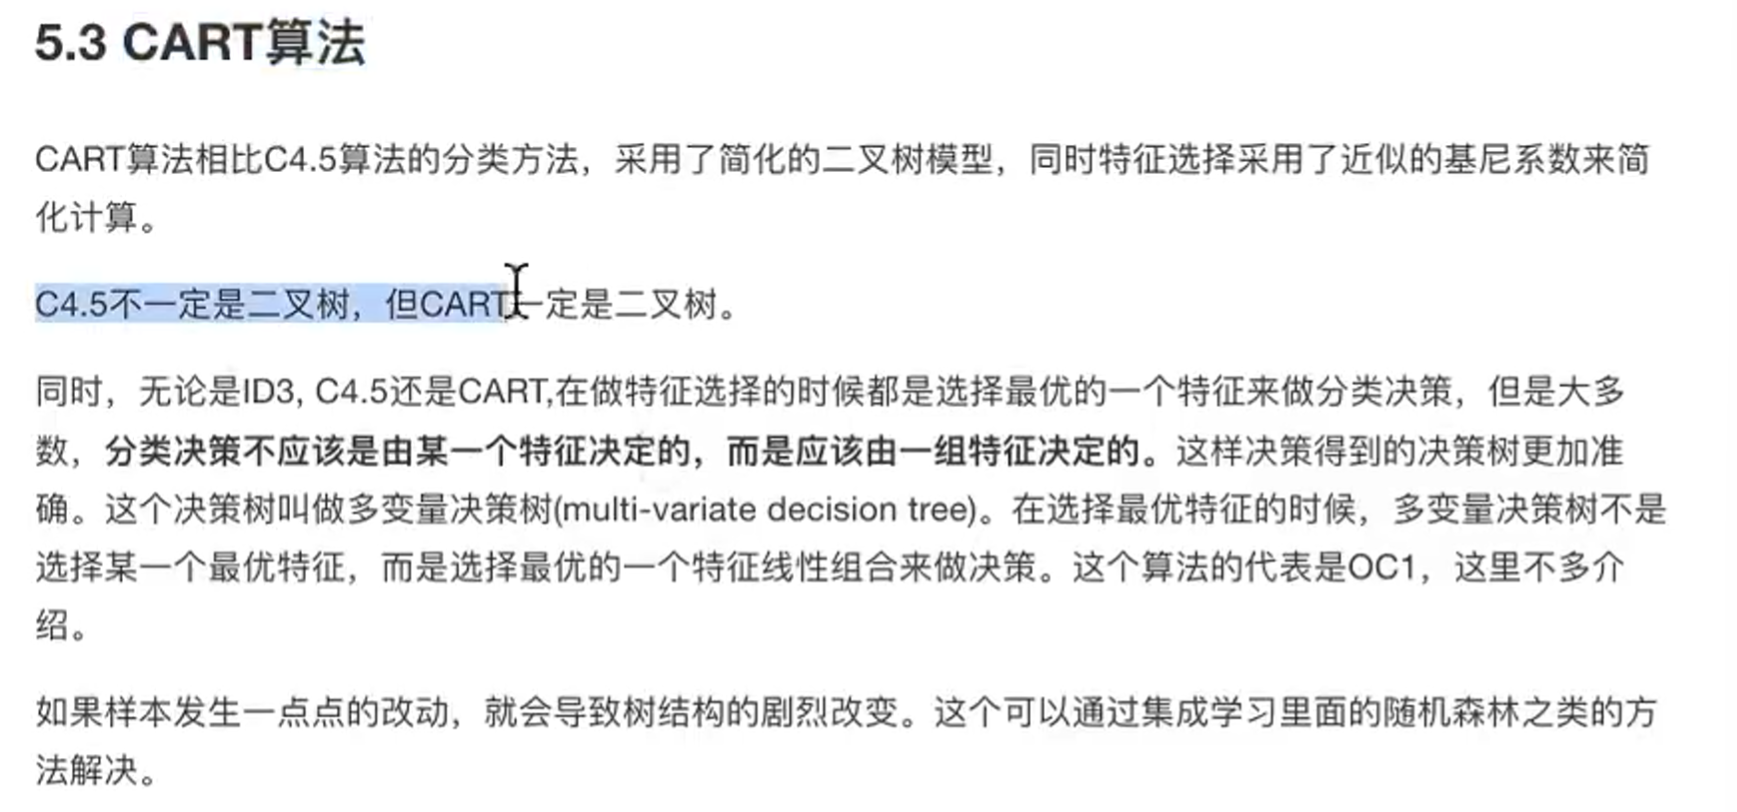 5.3 CART算法
CART算法相比C4.5算法的分类方法，采用了简化的二叉树模型，同时特征选择采用了近似的基尼系数来简
化计算。
C4.5不一定是二叉树，但CART一定是二叉树。
同时，无论是ID3, C4.5还是CART,在做特征选择的时候都是选择最优的一个特征来做分类决策，但是大多
数，分类决策不应该是由某一个特征决定的，而是应该由一组特征决定的。这样决策得到的决策树更加准
确。这个决策树叫做多变量决策树(multi-variate decision tree)。在选择最优特征的时候，多变量决策树不是
选择某一个最优特征，而是选择最优的一个特征线性组合来做决策。这个算法的代表是OC1，这里不多介
绍。
如果样本发生一点点的改动，就会导致树结构的剧烈改变。这个可以通过集成学习里面的随机森林之类的方
法解决。